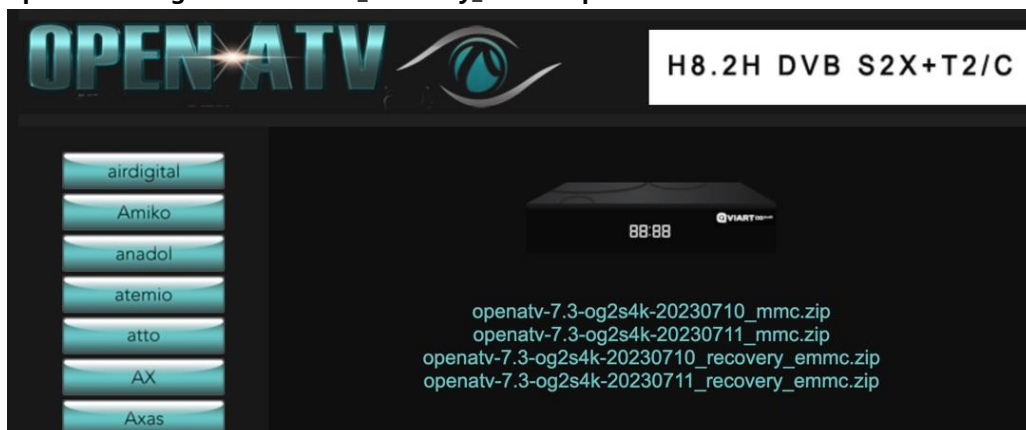 OPEN ATV
H8.2H DVB S2X+T2/C
airdigital
Amiko
anadol
atemio
atto
AX
Axas
QVIART
88:88
openatv-7.3-og2s4k-20230710_mmc.zip
openatv-7.3-og2s4k-20230711_mmc.zip
openatv-7.3-og2s4k-20230710_recovery_emmc.zip
openatv-7.3-og2s4k-20230711_recovery_emmc.zip